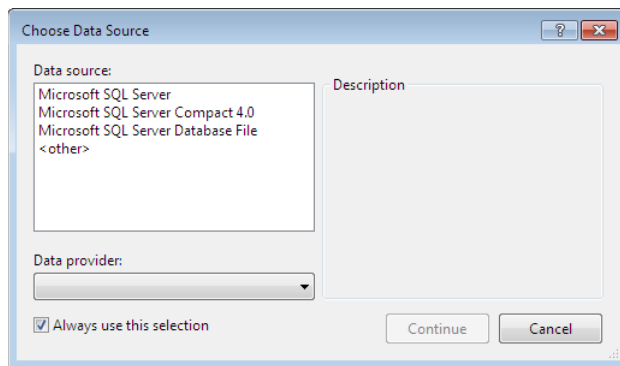 Choose Data Source
Data source:
Microsoft SQL Server
Microsoft SQL Server Compact 4.0
Microsoft SQL Server Database File
<other>
Description
Data provider:
Always use this selection
Continue
Cancel